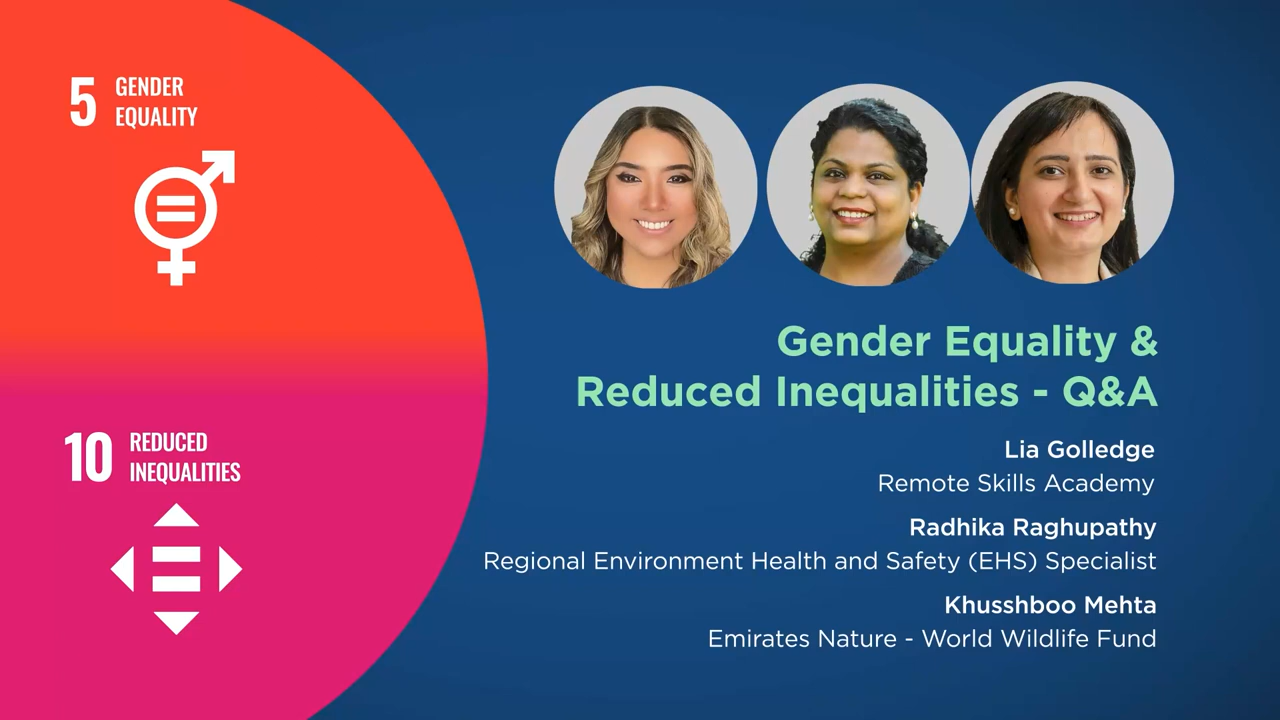 5 GENDER
EQUALITY
10 REDUCED
INEQUALITIES
Gender Equality &
Reduced Inequalities - Q&A
Lia Golledge
Remote Skills Academy
Radhika Raghupathy
Regional Environment Health and Safety (EHS) Specialist
Khusshboo Mehta
Emirates Nature - World Wildlife Fund